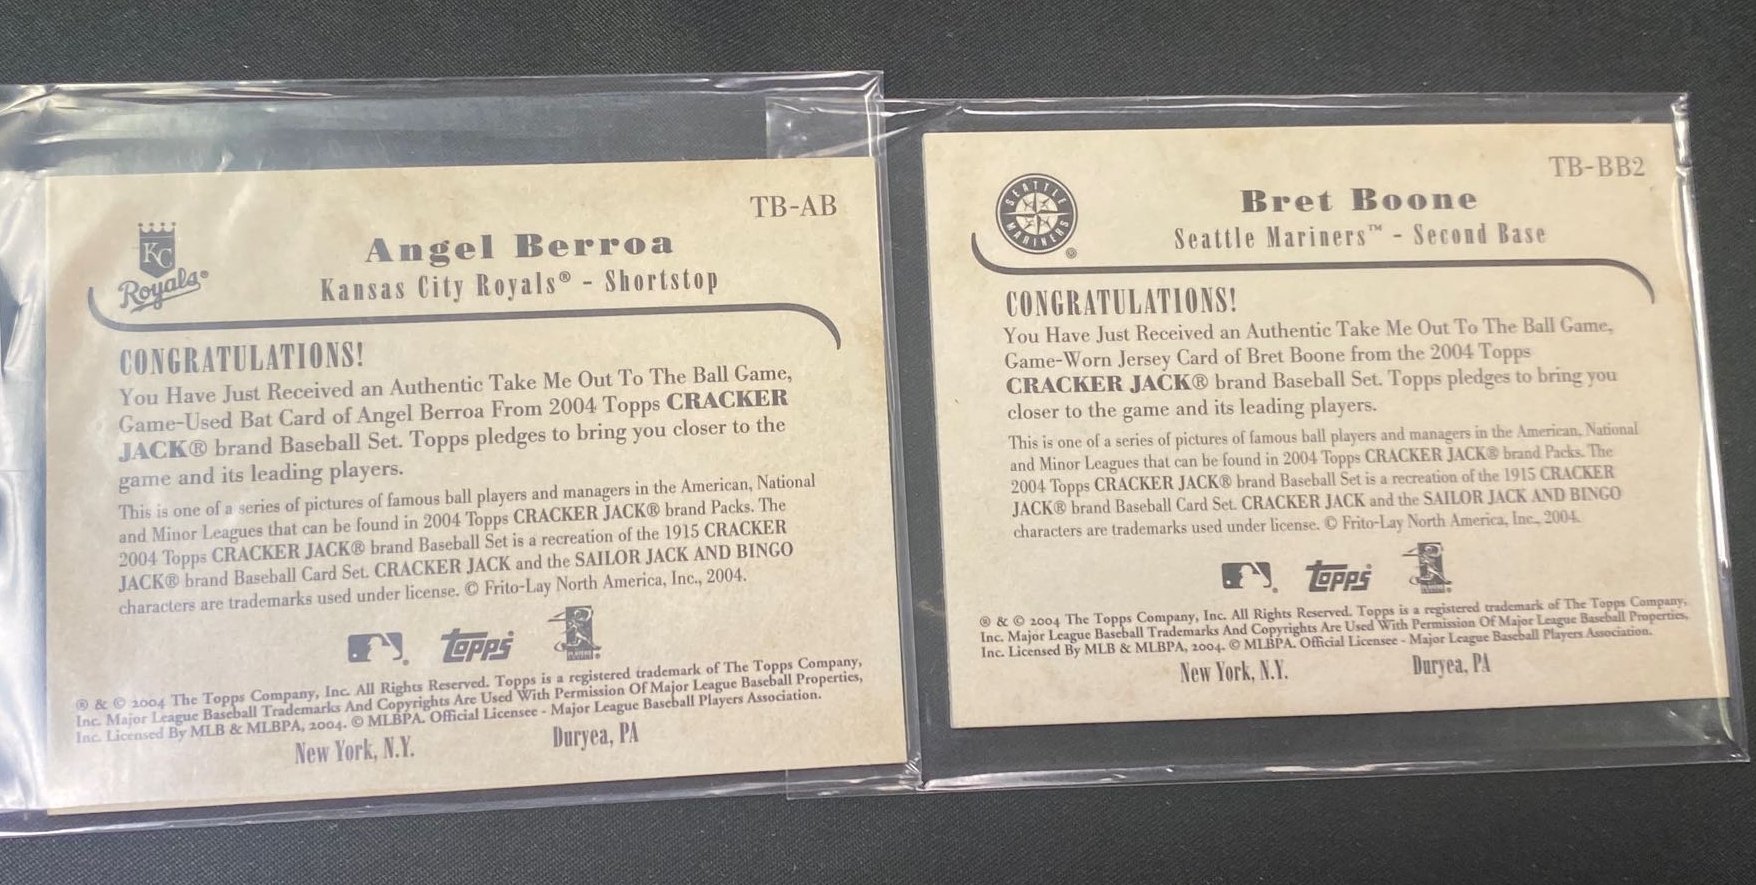 TB-AB
KC
Royals®
Angel Berroa
Kansas City Royals® - Shortstop
CONGRATULATIONS!
You Have Just Received an Authentic Take Me Out To The Ball Game,
Game-Used Bat Card of Angel Berroa From 2004 Topps CRACKER
JACK® brand Baseball Set. Topps pledges to bring you closer to the
game and its leading players.
This is one of a series of pictures of famous ball players and managers in the American, National
and Minor Leagues that can be found in 2004 Topps CRACKER JACK® brand Packs. The
2004 Topps CRACKER JACK® brand Baseball Set is a recreation of the 1915 CRACKER
JACK® brand Baseball Card Set. CRACKER JACK and the SAILOR JACK AND BINGO
characters are trademarks used under license. © Frito-Lay North America, Inc., 2004.
topps
® & © 2004 The Topps Company, Inc. All Rights Reserved. Topps is a registered trademark of The Topps Company,
Inc. Major League Baseball Trademarks And Copyrights Are Used With Permission Of Major League Baseball Properties,
Inc. Licensed By MLB & MLBPA, 2004. © MLBPA. Official Licensee - Major League Baseball Players Association.
New York, N.Y. Duryea, PA
TB-BB2
SEATTLE
MARINERS
®
Bret Boone
Seattle Mariners™ - Second Base
CONGRATULATIONS!
You Have Just Received an Authentic Take Me Out To The Ball Game,
Game-Worn Jersey Card of Bret Boone from the 2004 Topps
CRACKER JACK® brand Baseball Set. Topps pledges to bring you
closer to the game and its leading players.
This is one of a series of pictures of famous ball players and managers in the American, National
and Minor Leagues that can be found in 2004 Topps CRACKER JACK® brand Packs. The
2004 Topps CRACKER JACK® brand Baseball Set is a recreation of the 1915 CRACKER
JACK® brand Baseball Card Set. CRACKER JACK and the SAILOR JACK AND BINGO
characters are trademarks used under license. © Frito-Lay North America, Inc., 2004.
topps
® & © 2004 The Topps Company, Inc. All Rights Reserved. Topps is a registered trademark of The Topps Company,
Inc. Major League Baseball Trademarks And Copyrights Are Used With Permission Of Major League Baseball Properties,
Inc. Licensed By MLB & MLBPA, 2004. © MLBPA. Official Licensee - Major League Baseball Players Association.
New York, N.Y. Duryea, PA